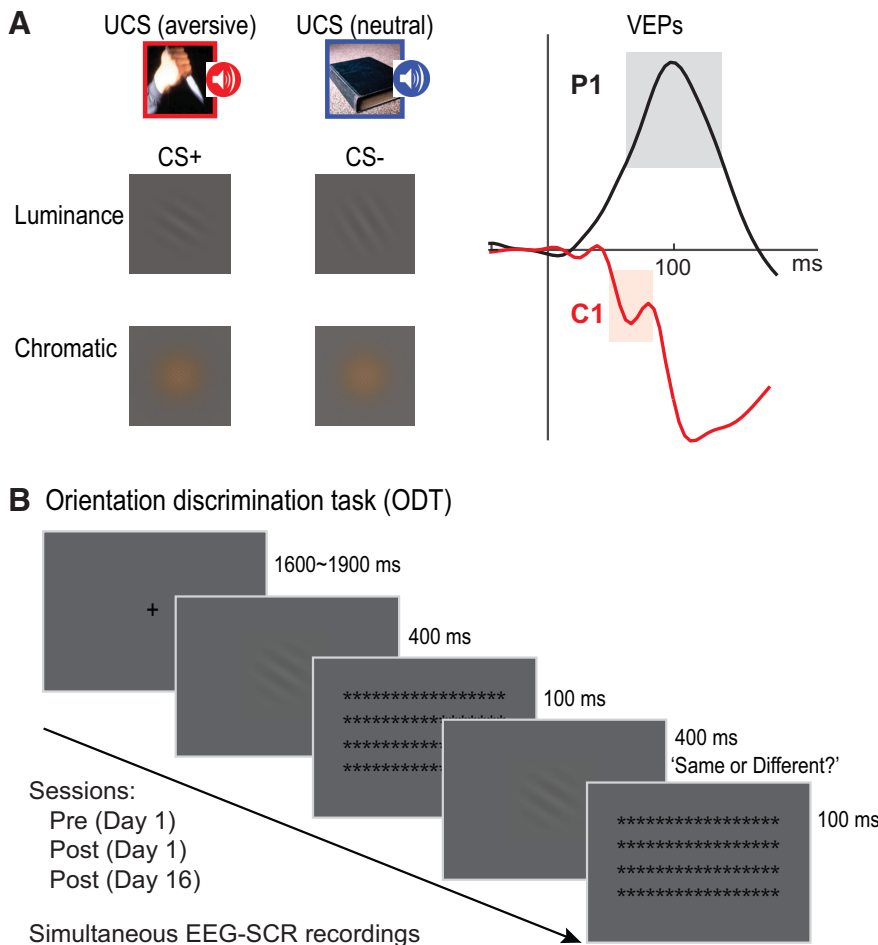 A
UCS (aversive)
UCS (neutral)
VEPs
CS+
CS-
Luminance
Chromatic
P1
100
ms
C1
B Orientation discrimination task (ODT)
+
1600~1900 ms
400 ms
*****************
*****************
*****************
*****************
100 ms
400 ms
'Same or Different?'
*****************
*****************
*****************
*****************
100 ms
Sessions:
Pre (Day 1)
Post (Day 1)
Post (Day 16)
Simultaneous EEG-SCR recordings